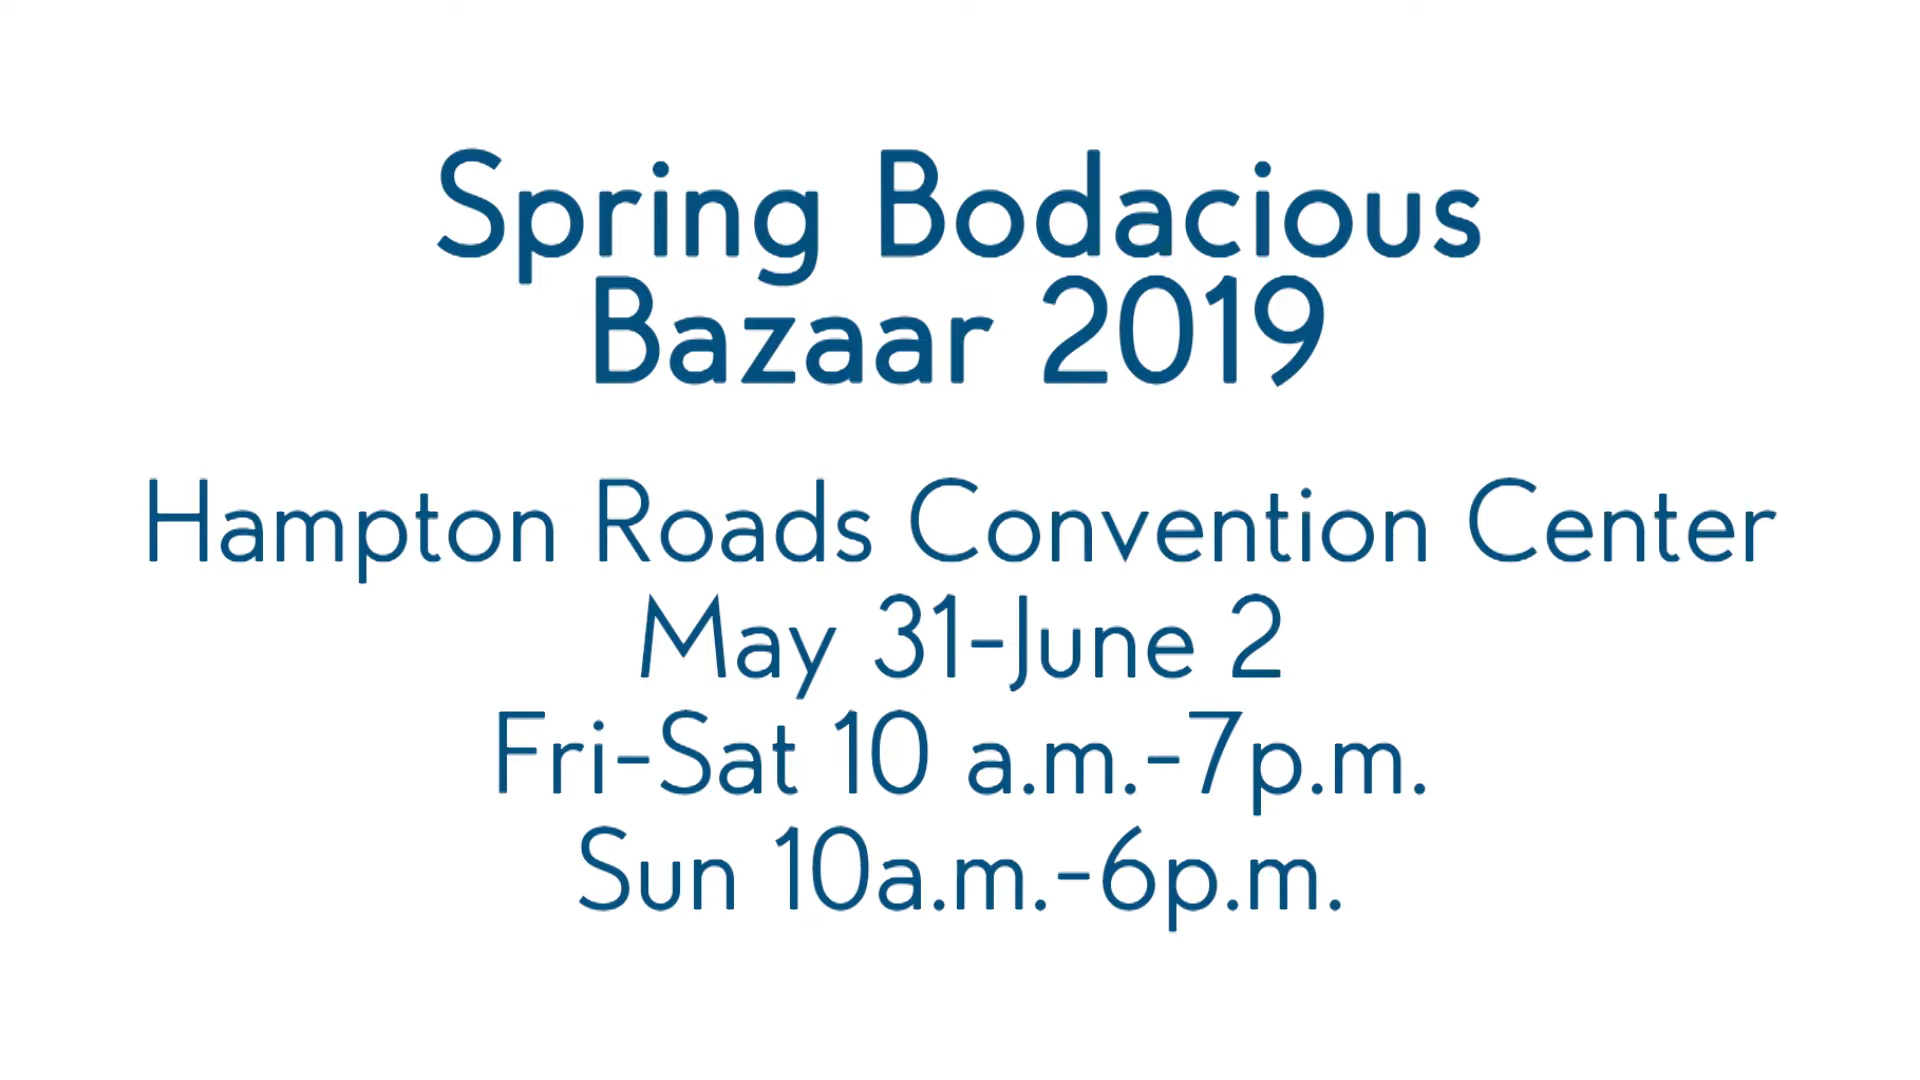 Spring Bodacious
Bazaar 2019
Hampton Roads Convention Center
May 31-June 2
Fri-Sat 10 a.m.-7p.m.
Sun 10a.m.-6p.m.